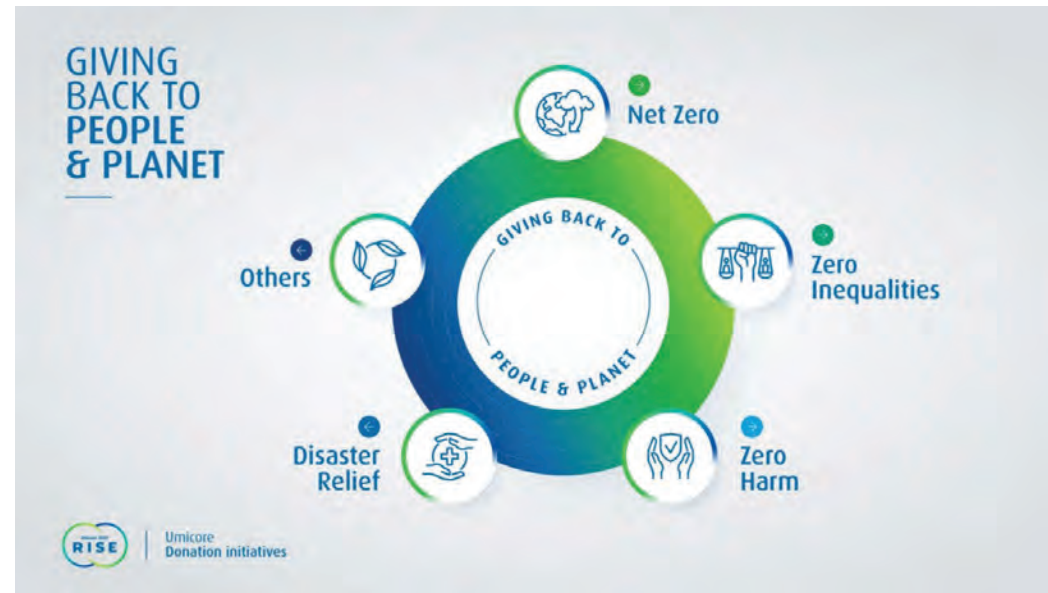 GIVING
BACK TO
PEOPLE
& PLANET
Net Zero
Zero
Inequalities
Zero
Harm
Disaster
Relief
Others
GIVING BACK TO
PEOPLE & PLANET
RISE
Umicore
Donation initiatives